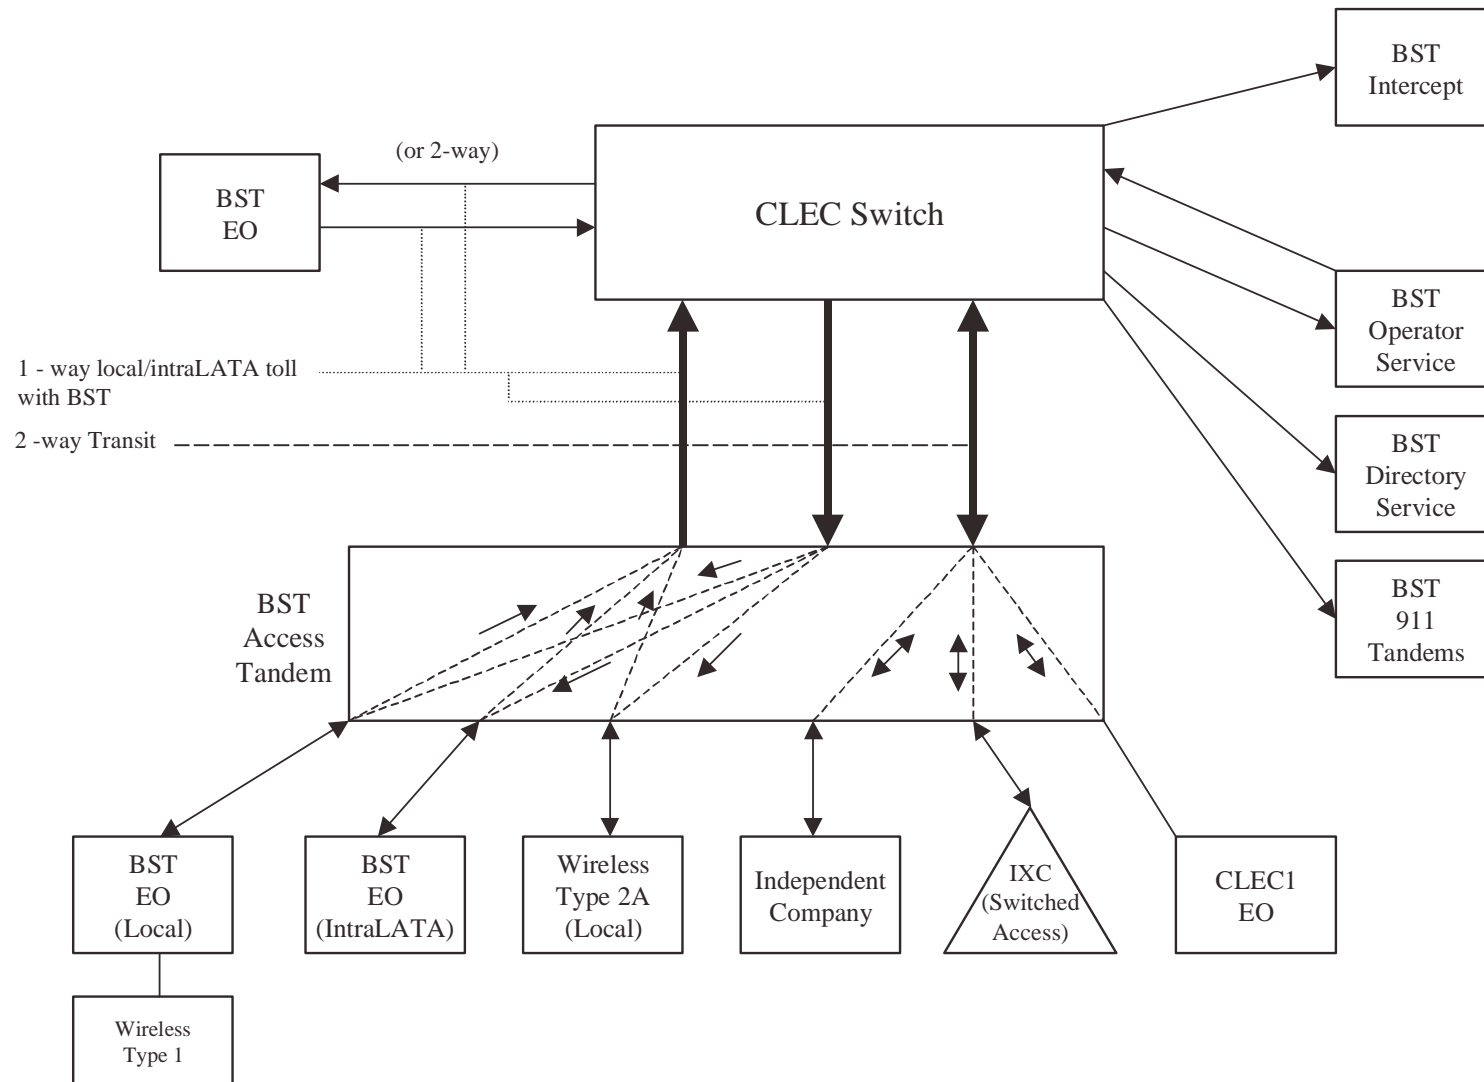 BST
Intercept
(or 2-way)
BST
EO
CLEC Switch
BST
Operator
Service
1 - way local/intraLATA toll
with BST
2 -way Transit
BST
Directory
Service
BST
911
Tandems
BST
Access
Tandem
BST
EO
(Local)
BST
EO
(IntraLATA)
Wireless
Type 2A
(Local)
Independent
Company
IXC
(Switched
Access)
CLEC1
EO
Wireless
Type 1